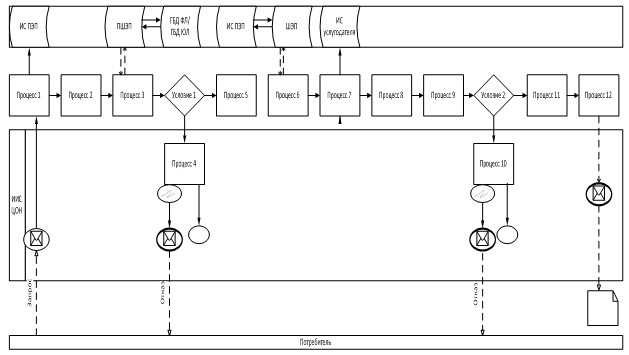 ИС ПЭП
ПШЭП
ГБД ФЛ/
ГБД ЮЛ
ИС ПЭП
ШЭП
ИС
услугодателя
Процесс 1
Процесс 2
Процесс 3
Условие 1
Процесс 5
Процесс 6
Процесс 7
Процесс 8
Процесс 9
Условие 2
Процесс 11
Процесс 12
Процесс 4
Процесс 10
ИИС
ЦОН
Запрос
Отказ
Отказ
Потребитель